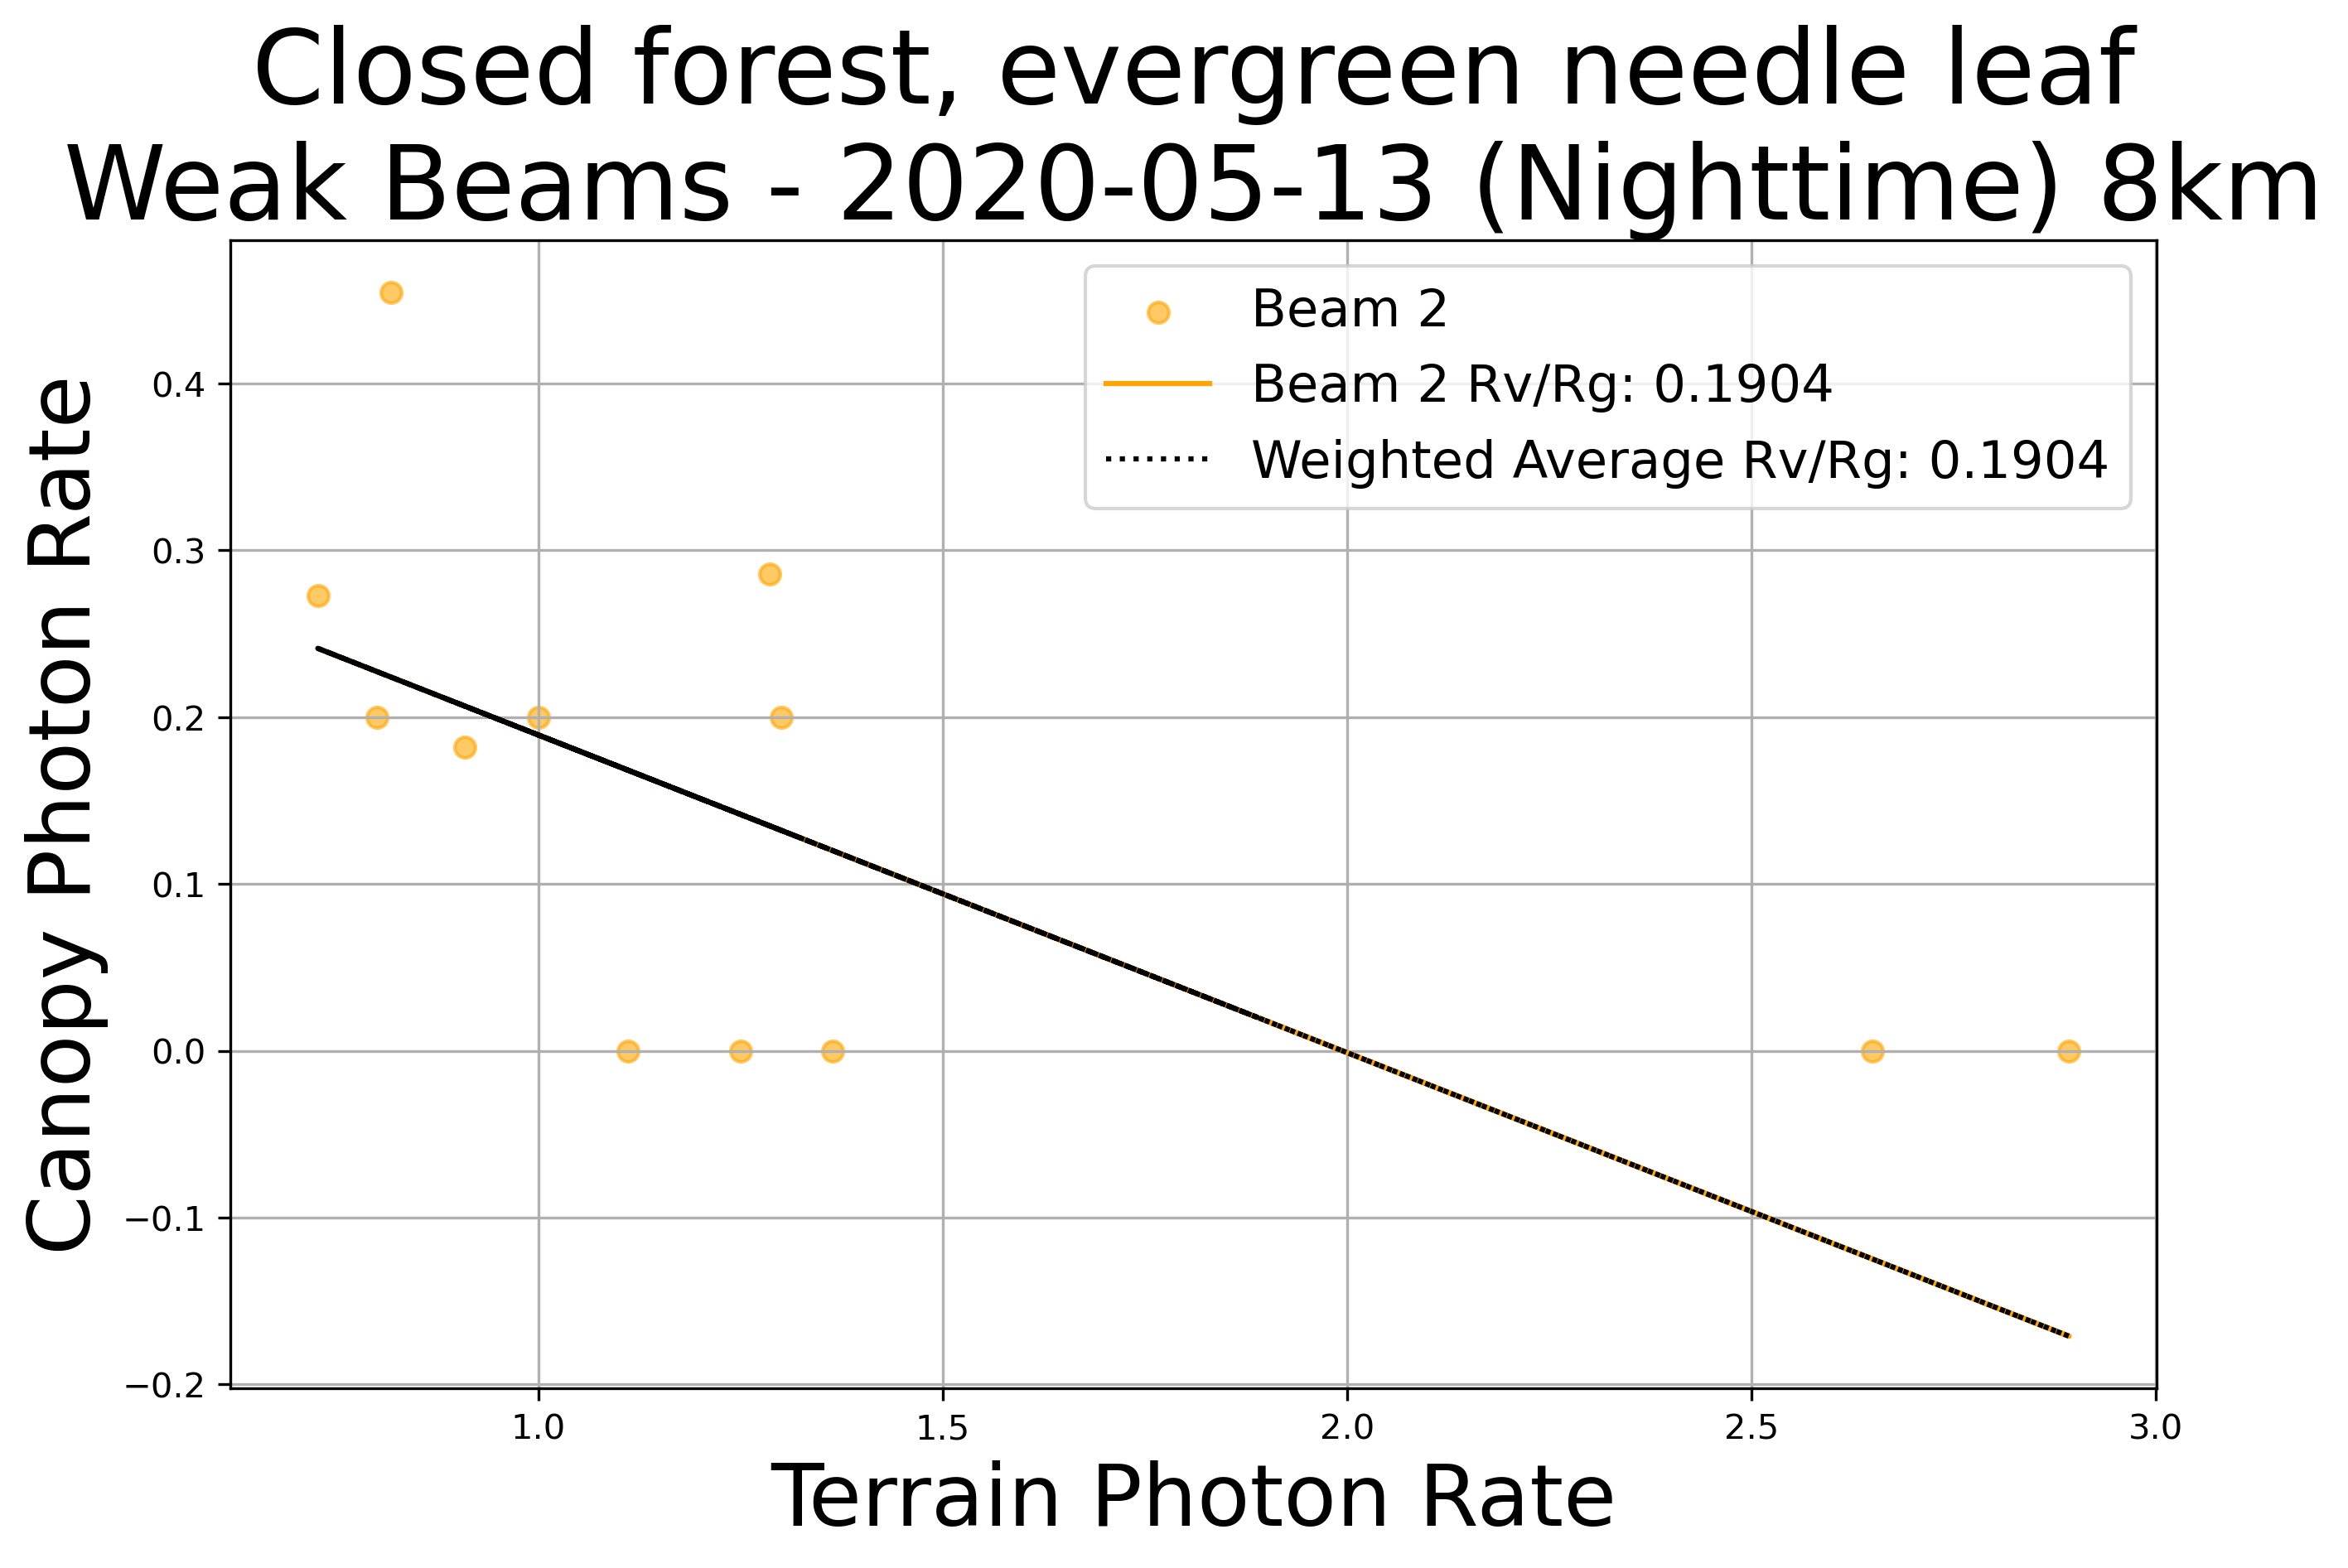 Closed forest, evergreen needle leaf
Weak Beams - 2020-05-13 (Nighttime) 8km
Beam 2
Beam 2 Rv/Rg: 0.1904
Weighted Average Rv/Rg: 0.1904
Canopy Photon Rate
0.4
0.3
0.2
0.1
0.0
−0.1
−0.2
1.0 1.5 2.0 2.5 3.0
Terrain Photon Rate